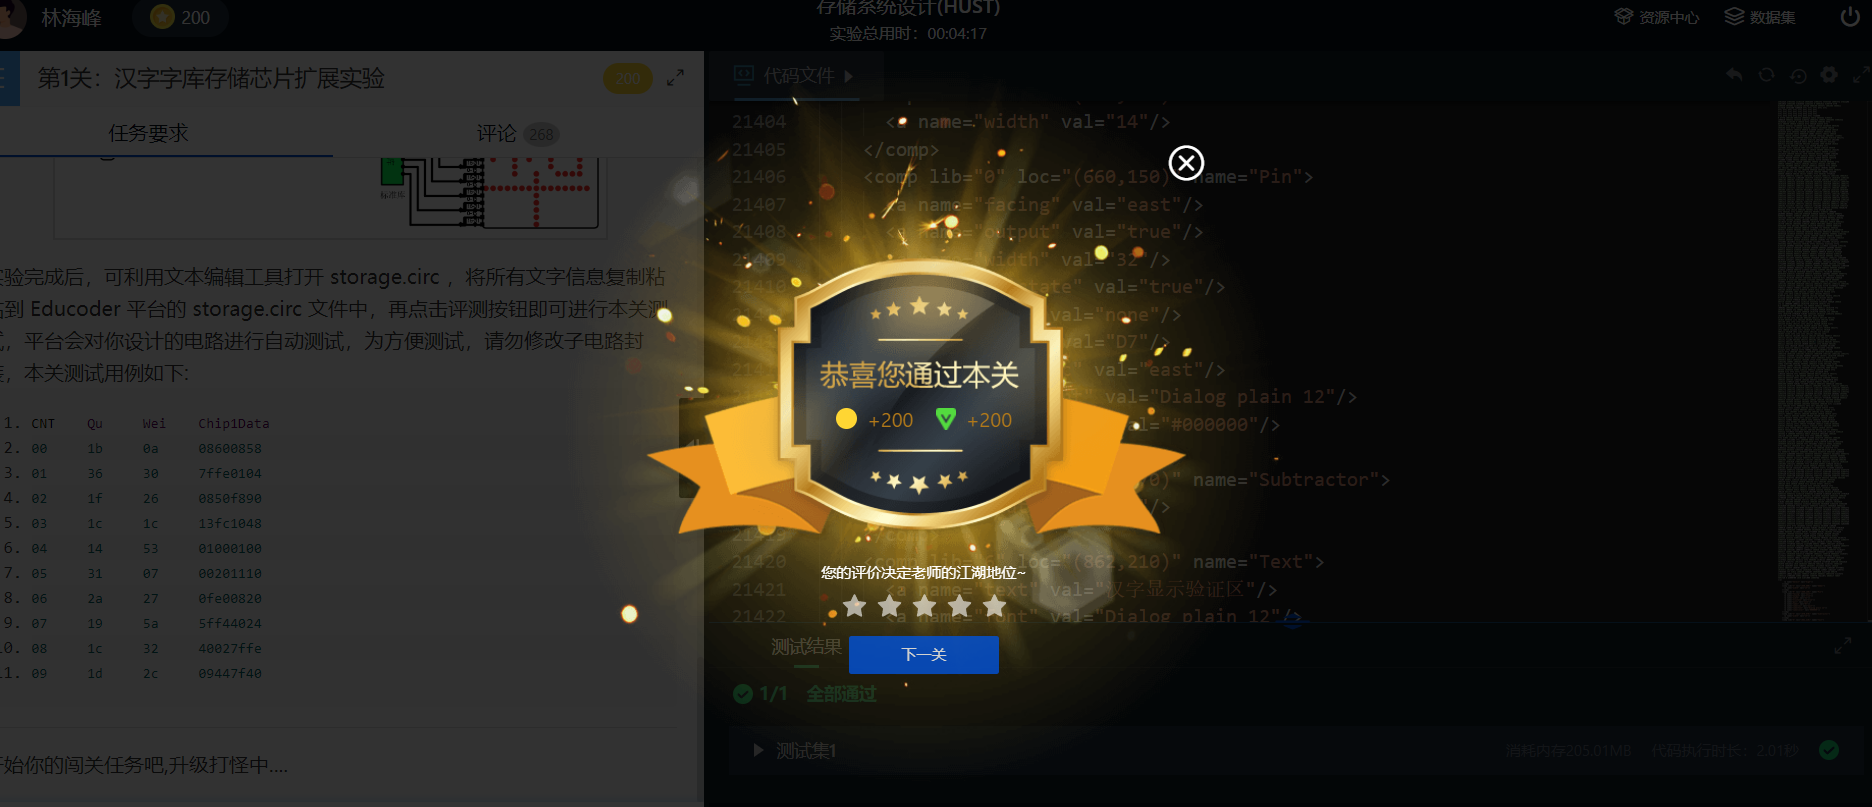 林海峰
200
存储系统设计(HUST)
实验总用时：00:04:17
资源中心
数据集
第1关：汉字字库存储芯片扩展实验
200
代码文件
任务要求
评论 268
标准库
验完成后，可利用文本编辑工具打开 storage.circ ，将所有文字信息复制粘
到 Educoder 平台的 storage.circ 文件中，再点击评测按钮即可进行本关测
，平台会对你设计的电路进行自动测试，为方便测试，请勿修改子电路封
，本关测试用例如下:
1. CNT Qu Wei Chip1Data
2. 00 1b 0a 08600858
3. 01 36 30 7ffe0104
4. 02 1f 26 0850f890
5. 03 1c 1c 13fc1048
6. 04 14 53 01000100
7. 05 31 07 00201110
8. 06 2a 27 0fe00820
9. 07 19 5a 5ff44024
0. 08 1c 32 40027ffe
1. 09 1d 2c 09447f40
始你的闯关任务吧,升级打怪中....
21404 <a name="width" val="14"/>
21405 </comp>
21406 <comp lib="0" loc="(660,150)" name="Pin">
21407 <a name="facing" val="east"/>
21408 <a name="output" val="true"/>
21409 val="32"/>
21410 val="true"/>
val="none"/>
val="D7"/>
val="east"/>
val="Dialog plain 12"/>
"#000000"/>
name="Subtractor">
/>
21419 </comp>
21420 <comp lib="6" loc="(862,210)" name="Text">
21421 <a name="text" val="汉字显示验证区"/>
21422 <a name="font" val="Dialog plain 12"/>
恭喜您通过本关
+200 +200
您的评价决定老师的江湖地位~
下一关
测试结果
1/1 全部通过
测试集1
消耗内存205.01MB 代码执行时长：2.01秒